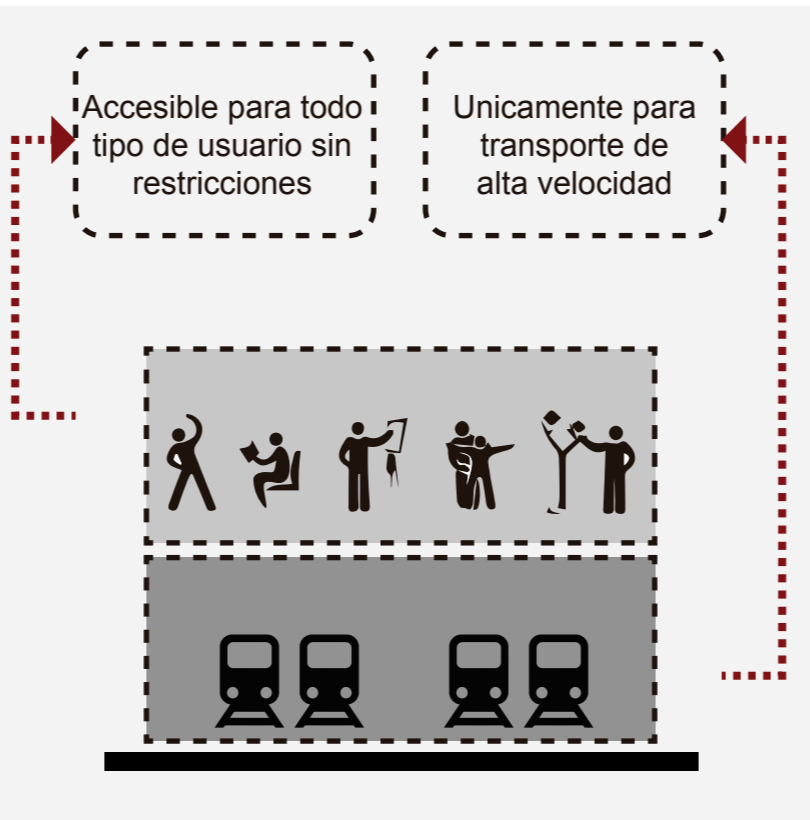 Accesible para todo
tipo de usuario sin
restricciones
Unicamente para
transporte de
alta velocidad